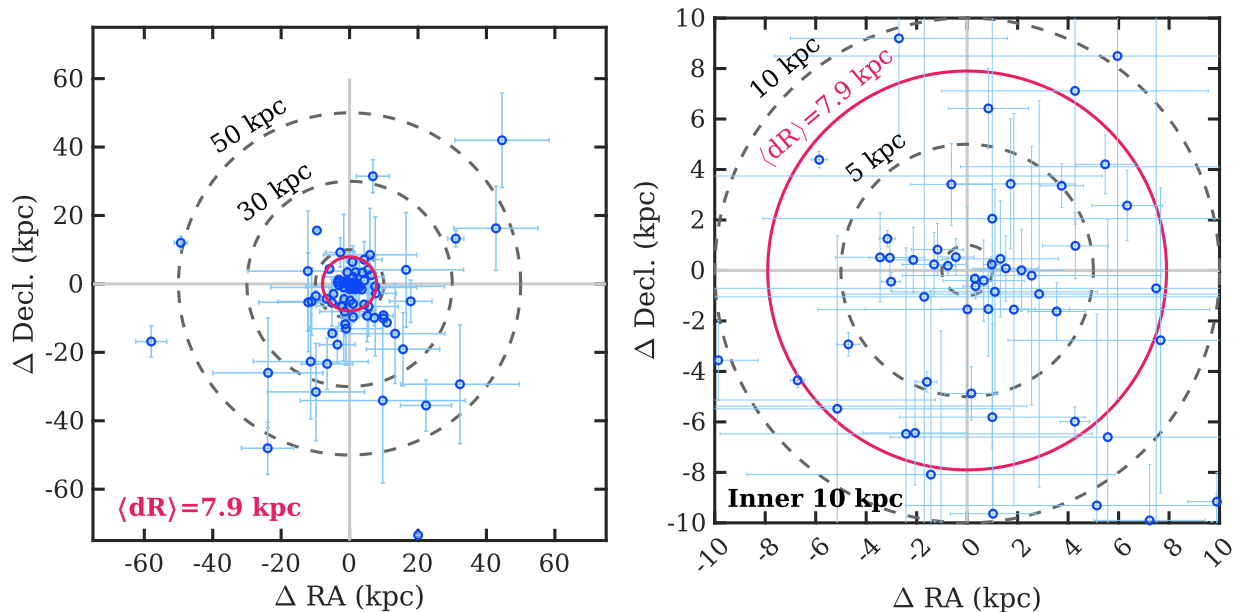 50 kpc
30 kpc
⟨dR⟩=7.9 kpc
60
40
20
0
-20
-40
-60
-60 -40 -20 0 20 40 60
Δ RA (kpc)
Δ Decl. (kpc)
10 kpc
⟨dR⟩=7.9 kpc
5 kpc
Inner 10 kpc
10
8
6
4
2
0
-2
-4
-6
-8
-10
-10 -8 -6 -4 -2 0 2 4 6 8 10
Δ RA (kpc)
Δ Decl. (kpc)